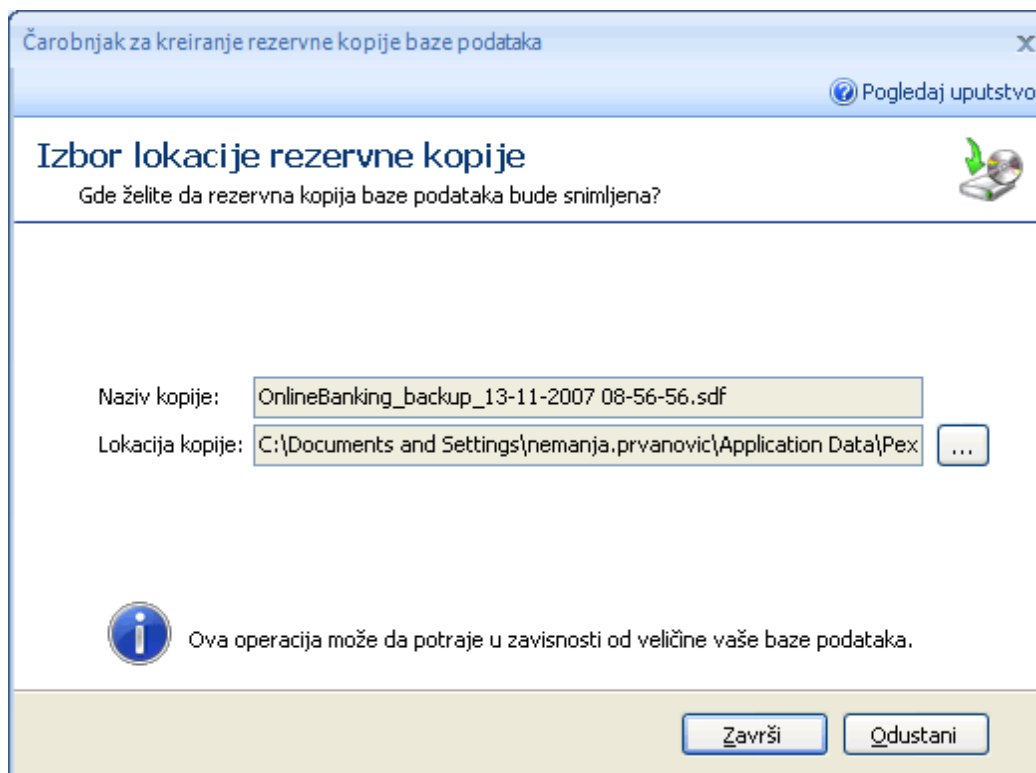 Čarobnjak za kreiranje rezervne kopije baze podataka
Pogledaj uputstvo
Izbor lokacije rezervne kopije
Gde želite da rezervna kopija baze podataka bude snimljena?
Naziv kopije: OnlineBanking_backup_13-11-2007 08-56-56.sdf
Lokacija kopije: C:\Documents and Settings\nemanja.prvanovic\Application Data\Pex ...
Ova operacija može da potraje u zavisnosti od veličine vaše baze podataka.
Završi Odustani